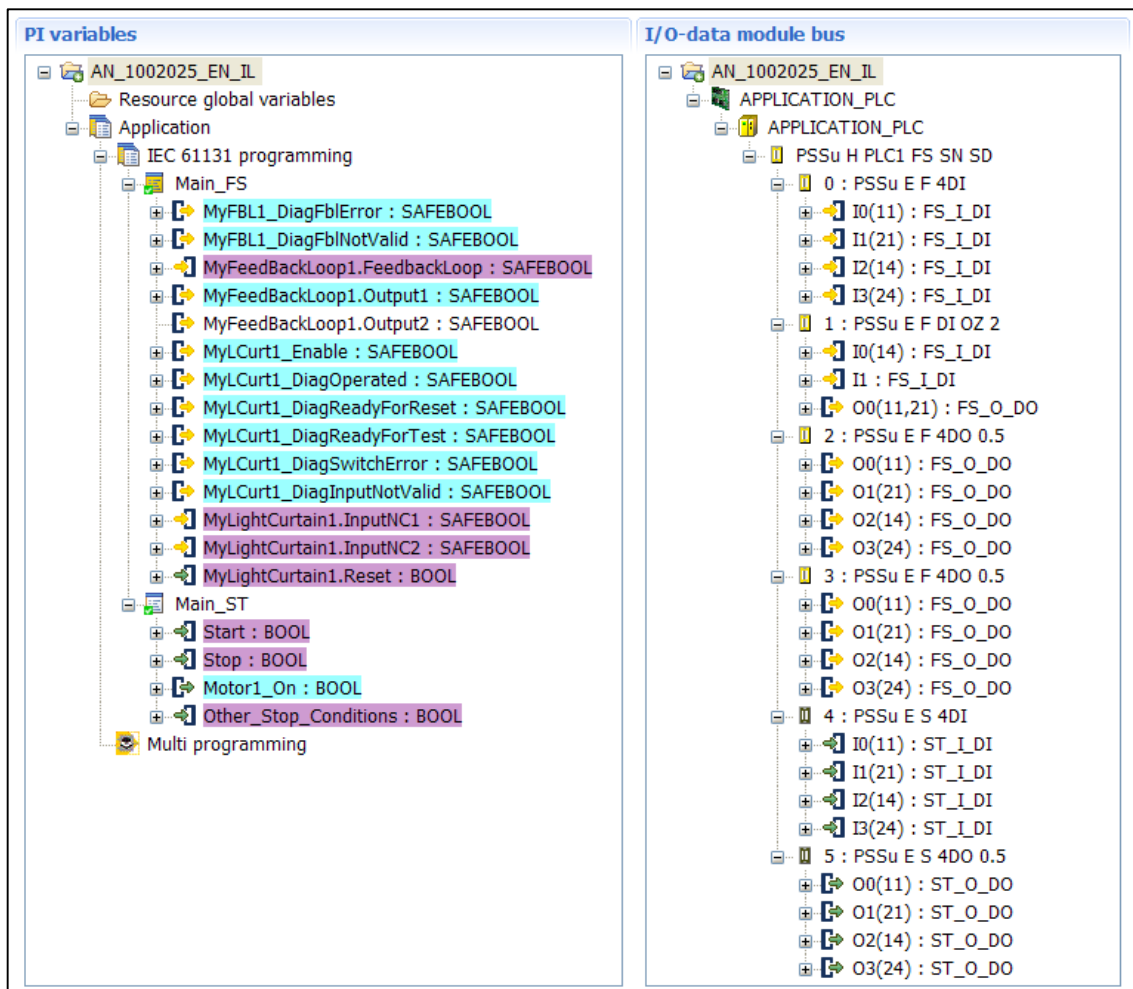 PI variables
AN_1002025_EN_IL
Resource global variables
Application
IEC 61131 programming
Main_FS
MyFBL1_DiagFblError : SAFEBOOL
MyFBL1_DiagFblNotValid : SAFEBOOL
MyFeedBackLoop1.FeedbackLoop : SAFEBOOL
MyFeedBackLoop1.Output1 : SAFEBOOL
MyFeedBackLoop1.Output2 : SAFEBOOL
MyLCurt1_Enable : SAFEBOOL
MyLCurt1_DiagOperated : SAFEBOOL
MyLCurt1_DiagReadyForReset : SAFEBOOL
MyLCurt1_DiagReadyForTest : SAFEBOOL
MyLCurt1_DiagSwitchError : SAFEBOOL
MyLCurt1_DiagInputNotValid : SAFEBOOL
MyLightCurtain1.InputNC1 : SAFEBOOL
MyLightCurtain1.InputNC2 : SAFEBOOL
MyLightCurtain1.Reset : BOOL
Main_ST
Start : BOOL
Stop : BOOL
Motor1_On : BOOL
Other_Stop_Conditions : BOOL
Multi programming
I/O-data module bus
AN_1002025_EN_IL
APPLICATION_PLC
APPLICATION_PLC
PSSu H PLC1 FS SN SD
0 : PSSu E F 4DI
I0(11) : FS_I_DI
I1(21) : FS_I_DI
I2(14) : FS_I_DI
I3(24) : FS_I_DI
1 : PSSu E F DI OZ 2
I0(14) : FS_I_DI
I1 : FS_I_DI
O0(11,21) : FS_O_DO
2 : PSSu E F 4DO 0.5
O0(11) : FS_O_DO
O1(21) : FS_O_DO
O2(14) : FS_O_DO
O3(24) : FS_O_DO
3 : PSSu E F 4DO 0.5
O0(11) : FS_O_DO
O1(21) : FS_O_DO
O2(14) : FS_O_DO
O3(24) : FS_O_DO
4 : PSSu E S 4DI
I0(11) : ST_I_DI
I1(21) : ST_I_DI
I2(14) : ST_I_DI
I3(24) : ST_I_DI
5 : PSSu E S 4DO 0.5
O0(11) : ST_O_DO
O1(21) : ST_O_DO
O2(14) : ST_O_DO
O3(24) : ST_O_DO